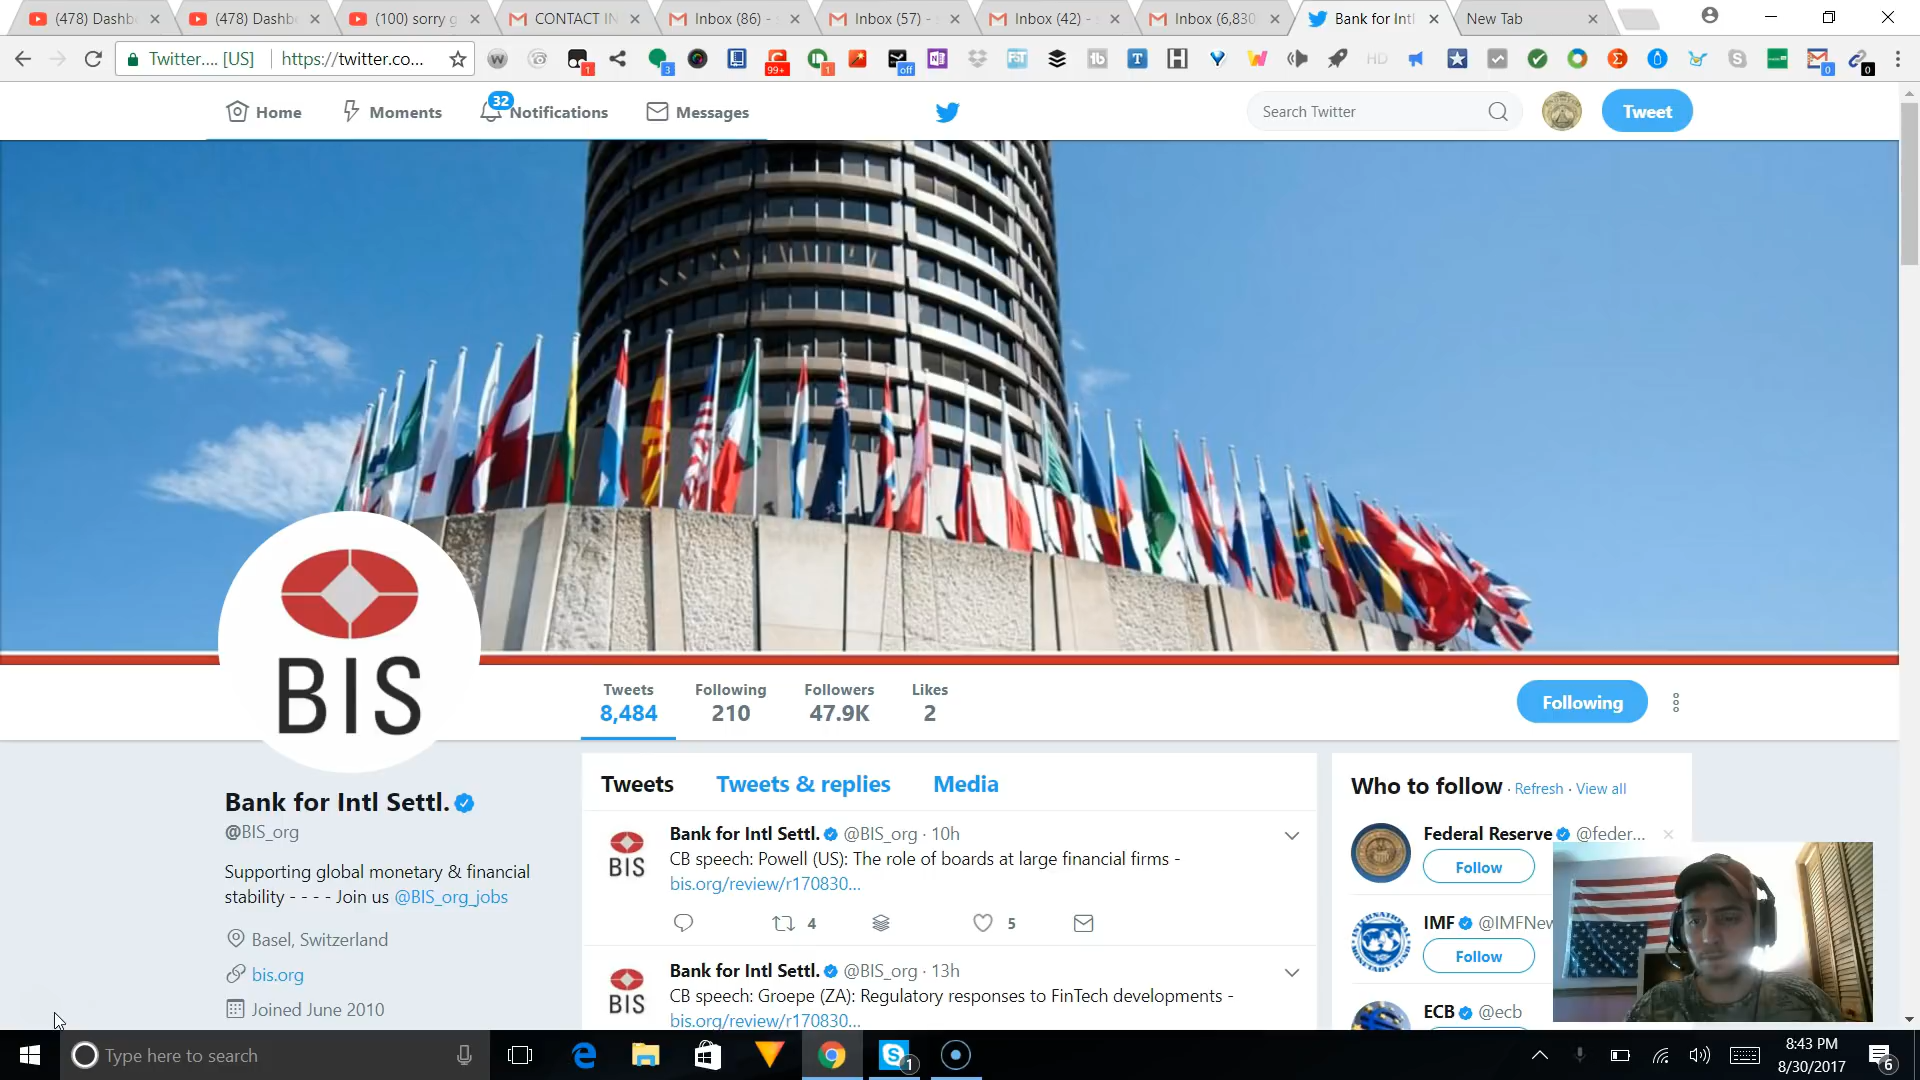 (478) Dashb
(478) Dashb
(100) sorry g
CONTACT IN
Inbox (86) - s
Inbox (57) - s
Inbox (42) - s
Inbox (6,830
Bank for Intl
New Tab
Twitter.... [US]
https://twitter.co...
Home
Moments
32
Notifications
Messages
Search Twitter
Tweet
BIS
Tweets
8,484
Following
210
Followers
47.9K
Likes
2
Following
Bank for Intl Settl.
@BIS_org
Supporting global monetary & financial
stability - - - - Join us @BIS_org_jobs
Basel, Switzerland
bis.org
Joined June 2010
Tweets
Tweets & replies
Media
BIS
Bank for Intl Settl. @BIS_org · 10h
CB speech: Powell (US): The role of boards at large financial firms -
bis.org/review/r170830...
4
5
BIS
Bank for Intl Settl. @BIS_org · 13h
CB speech: Groepe (ZA): Regulatory responses to FinTech developments -
bis.org/review/r170830...
Who to follow · Refresh · View all
Federal Reserve @feder...
Follow
IMF @IMFNew
Follow
ECB @ecb
Type here to search
1
8:43 PM
8/30/2017
6